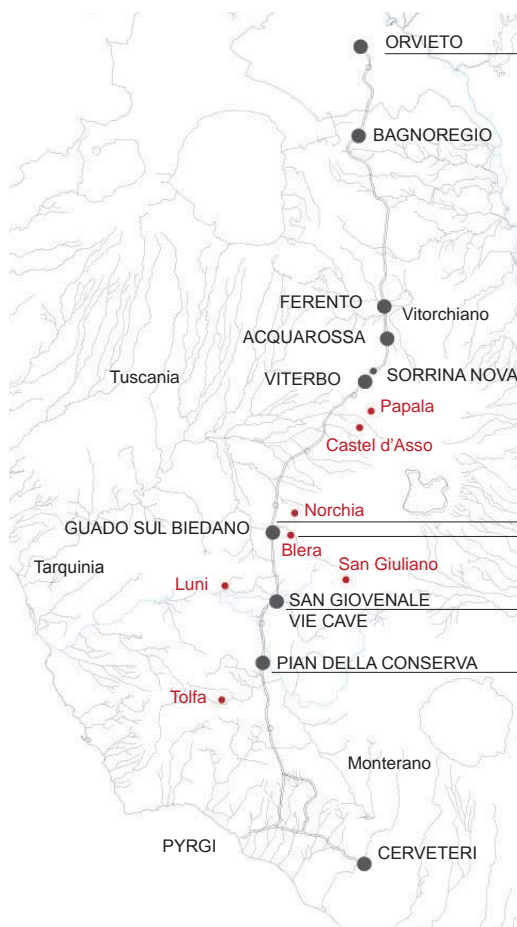 ORVIETO
BAGNOREGIO
FERENTO
Vitorchiano
ACQUAROSSA
Tuscania
VITERBO
SORRINA NOVA
Papala
Castel d'Asso
Norchia
GUADO SUL BIEDANO
Blera
Tarquinia
San Giuliano
Luni
SAN GIOVENALE
VIE CAVE
PIAN DELLA CONSERVA
Tolfa
Monterano
PYRGI
CERVETERI